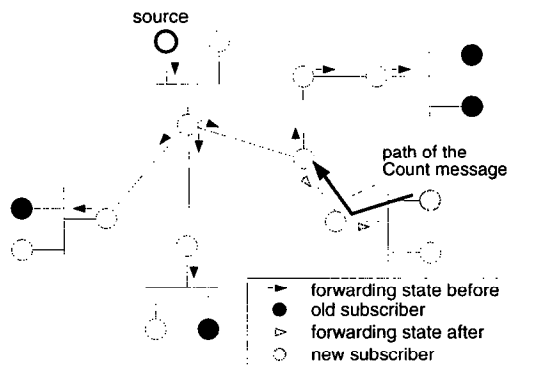 source
path of the
Count message
forwarding state before
old subscriber
forwarding state after
new subscriber